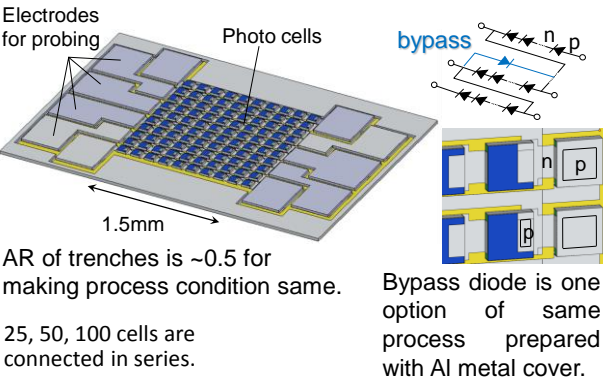 Electrodes
for probing
Photo cells
bypass
n
p
1.5mm
n
p
p
AR of trenches is ~0.5 for
making process condition same.
25, 50, 100 cells are
connected in series.
Bypass diode is one
option of same
process prepared
with Al metal cover.